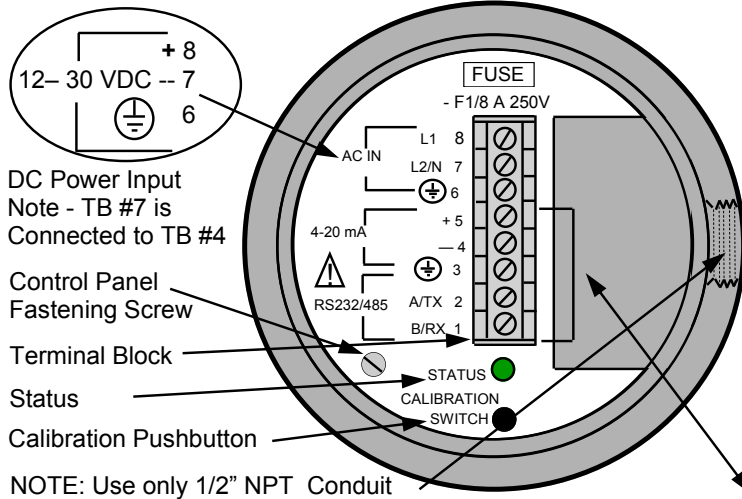 + 8
12– 30 VDC -- 7
6
DC Power Input
Note - TB #7 is
Connected to TB #4
Control Panel
Fastening Screw
Terminal Block
Status
Calibration Pushbutton
NOTE: Use only 1/2” NPT Conduit
FUSE
- F1/8 A 250V
L1 8
AC IN
L2/N 7
6
+ 5
4-20 mA
— 4
3
RS232/485
A/TX 2
B/RX 1
STATUS
CALIBRATION
SWITCH